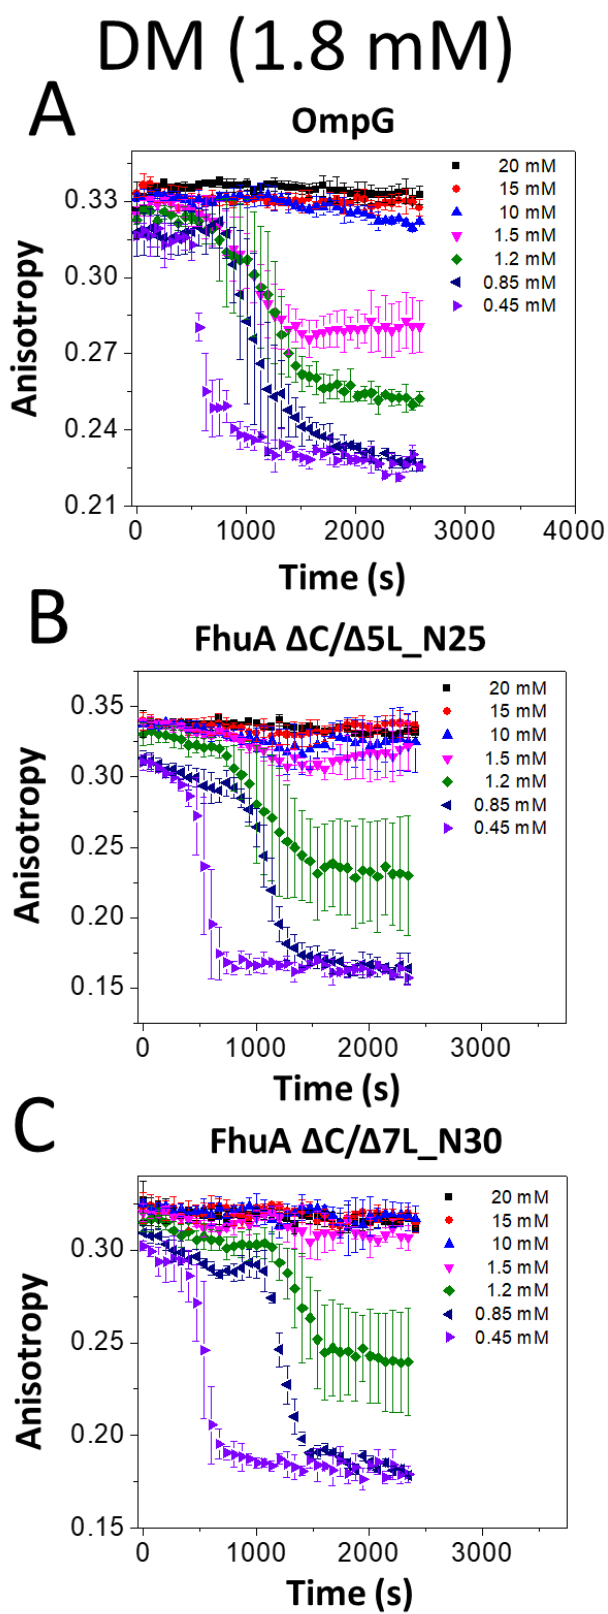 DM (1.8 mM)
A
OmpG
20 mM
15 mM
10 mM
1.5 mM
1.2 mM
0.85 mM
0.45 mM
0.33
0.30
0.27
0.24
0.21
Anisotropy
0 1000 2000 3000 4000
Time (s)
B
FhuA ΔC/Δ5L_N25
20 mM
15 mM
10 mM
1.5 mM
1.2 mM
0.85 mM
0.45 mM
0.35
0.30
0.25
0.20
0.15
Anisotropy
0 1000 2000 3000
Time (s)
C
FhuA ΔC/Δ7L_N30
20 mM
15 mM
10 mM
1.5 mM
1.2 mM
0.85 mM
0.45 mM
0.30
0.25
0.20
0.15
Anisotropy
0 1000 2000 3000
Time (s)